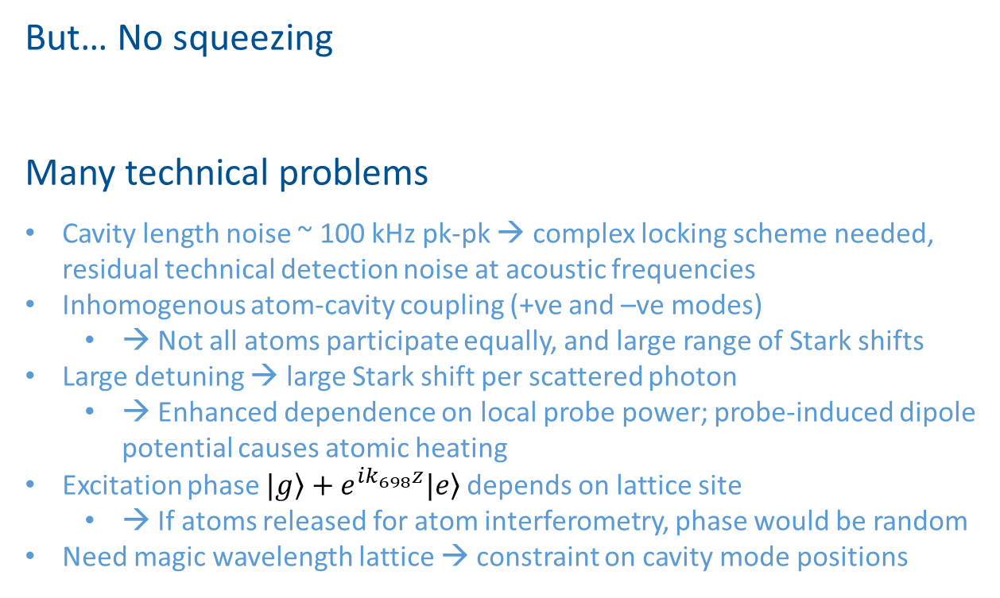 But... No squeezing
Many technical problems
• Cavity length noise ~ 100 kHz pk-pk → complex locking scheme needed,
residual technical detection noise at acoustic frequencies
• Inhomogenous atom-cavity coupling (+ve and –ve modes)
• → Not all atoms participate equally, and large range of Stark shifts
• Large detuning → large Stark shift per scattered photon
• → Enhanced dependence on local probe power; probe-induced dipole
potential causes atomic heating
• Excitation phase |g⟩ + e^{ik_{698}z}|e⟩ depends on lattice site
• → If atoms released for atom interferometry, phase would be random
• Need magic wavelength lattice → constraint on cavity mode positions